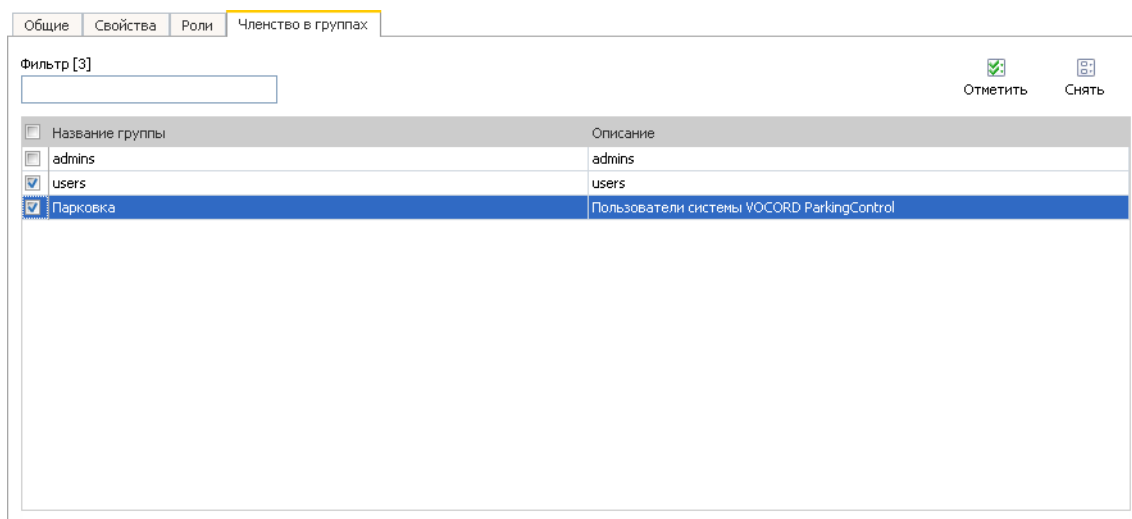 Общие Свойства Роли Членство в группах
Фильтр [3]
Отметить Снять
Название группы Описание
admins admins
users users
Парковка Пользователи системы VOCORD ParkingControl